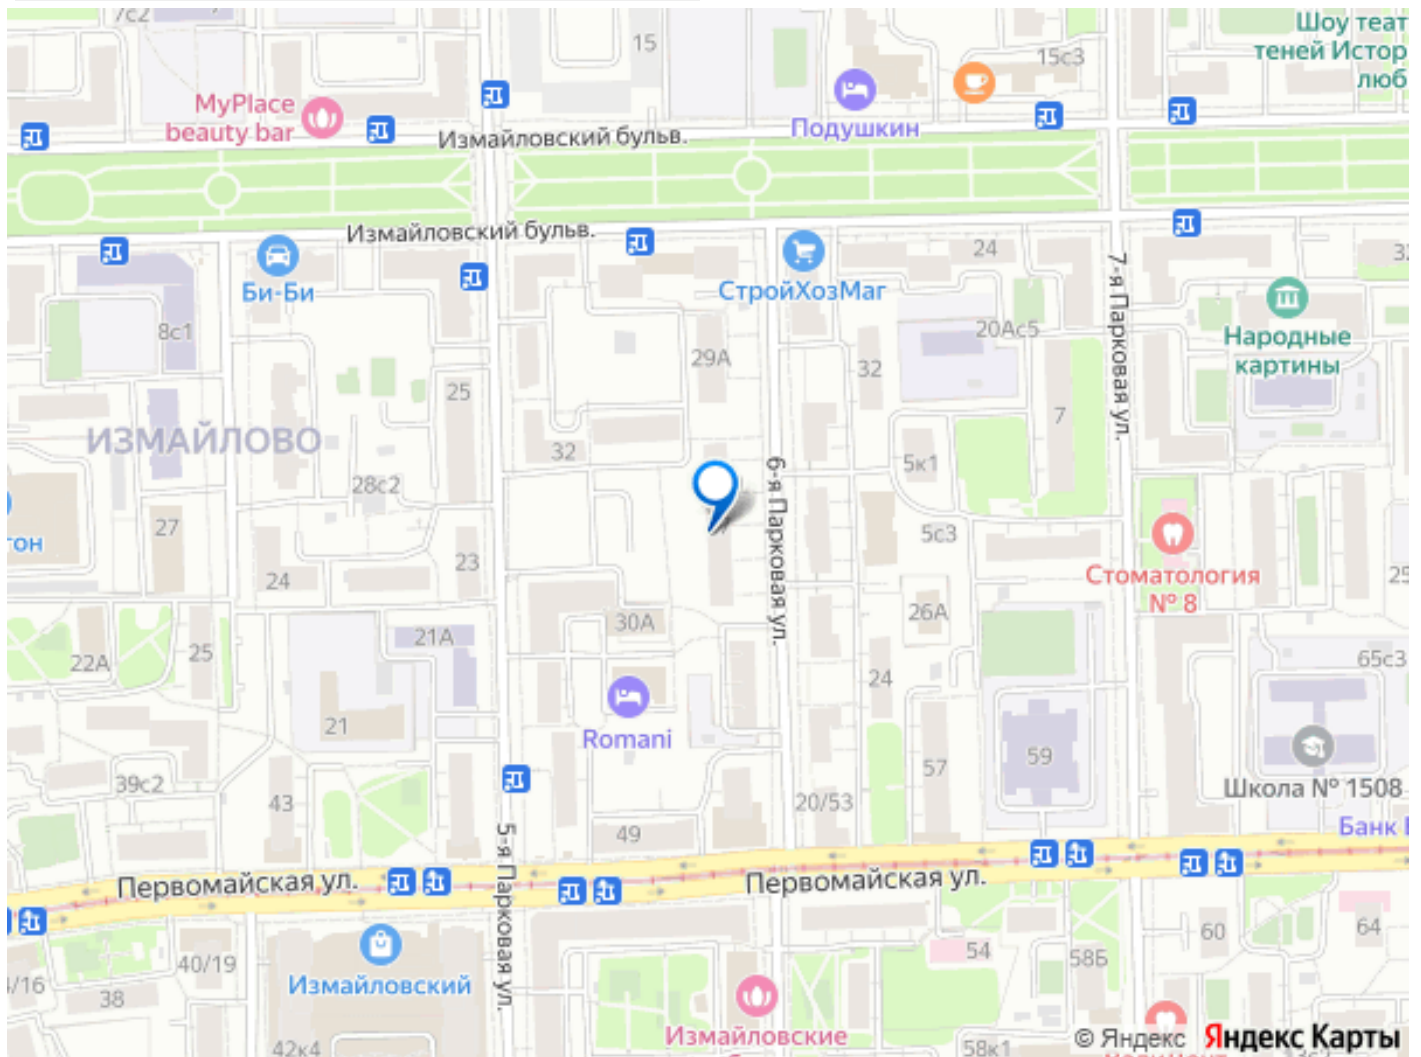 7с2
15
15с3
Шоу теат
теней Истор
люб
MyPlace
beauty bar
Подушкин
Измайловский бульв.
Измайловский бульв.
24
32
Би-Би
СтройХозМаг
7-я Парковая ул.
8с1
20Ас5
Народные
картины
29А
32
25
7
ИЗМАЙЛОВО
32
5к1
28с2
6-я Парковая ул.
27
тон
5с3
23
24
Стоматология
№ 8
25
30А
26А
21А
22А
25
65с3
24
21
Romani
59
57
39с2
43
20/53
Школа № 1508
49
Банк
5-я Парковая ул.
Первомайская ул.
Первомайская ул.
60
64
54
58Б
40/19
/16
38
Измайловский
Измайловские
42к4
58к1
© Яндекс Яндекс Карты